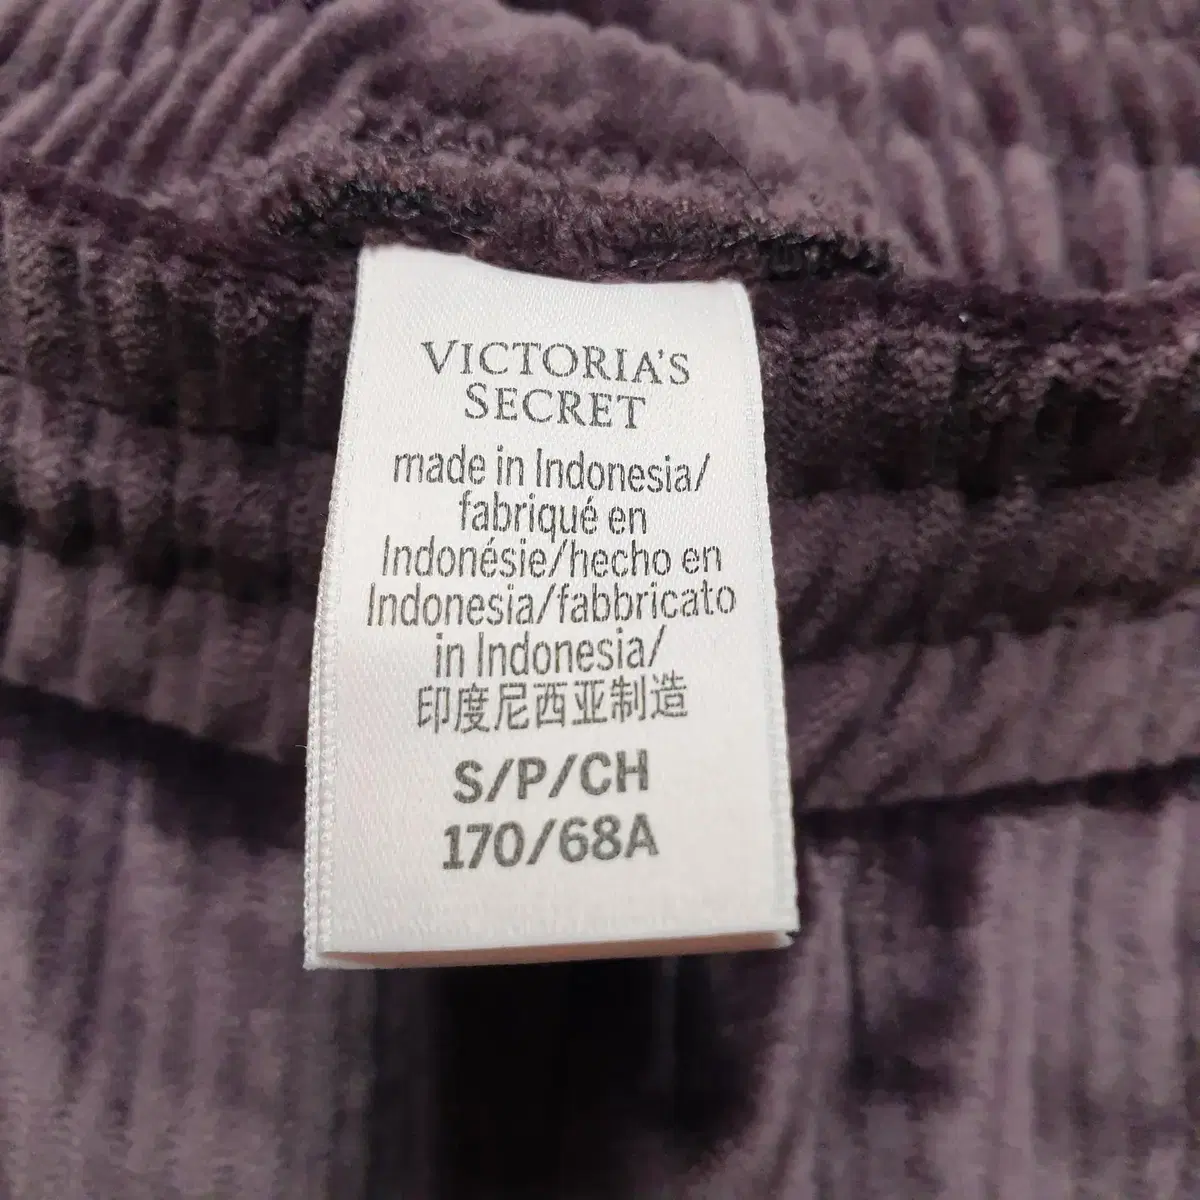 VICTORIA'S
SECRET
made in Indonesia/
fabriqué en
Indonésie/hecho en
Indonesia/fabbricato
in Indonesia/
印度尼西亚制造
S/P/CH
170/68A